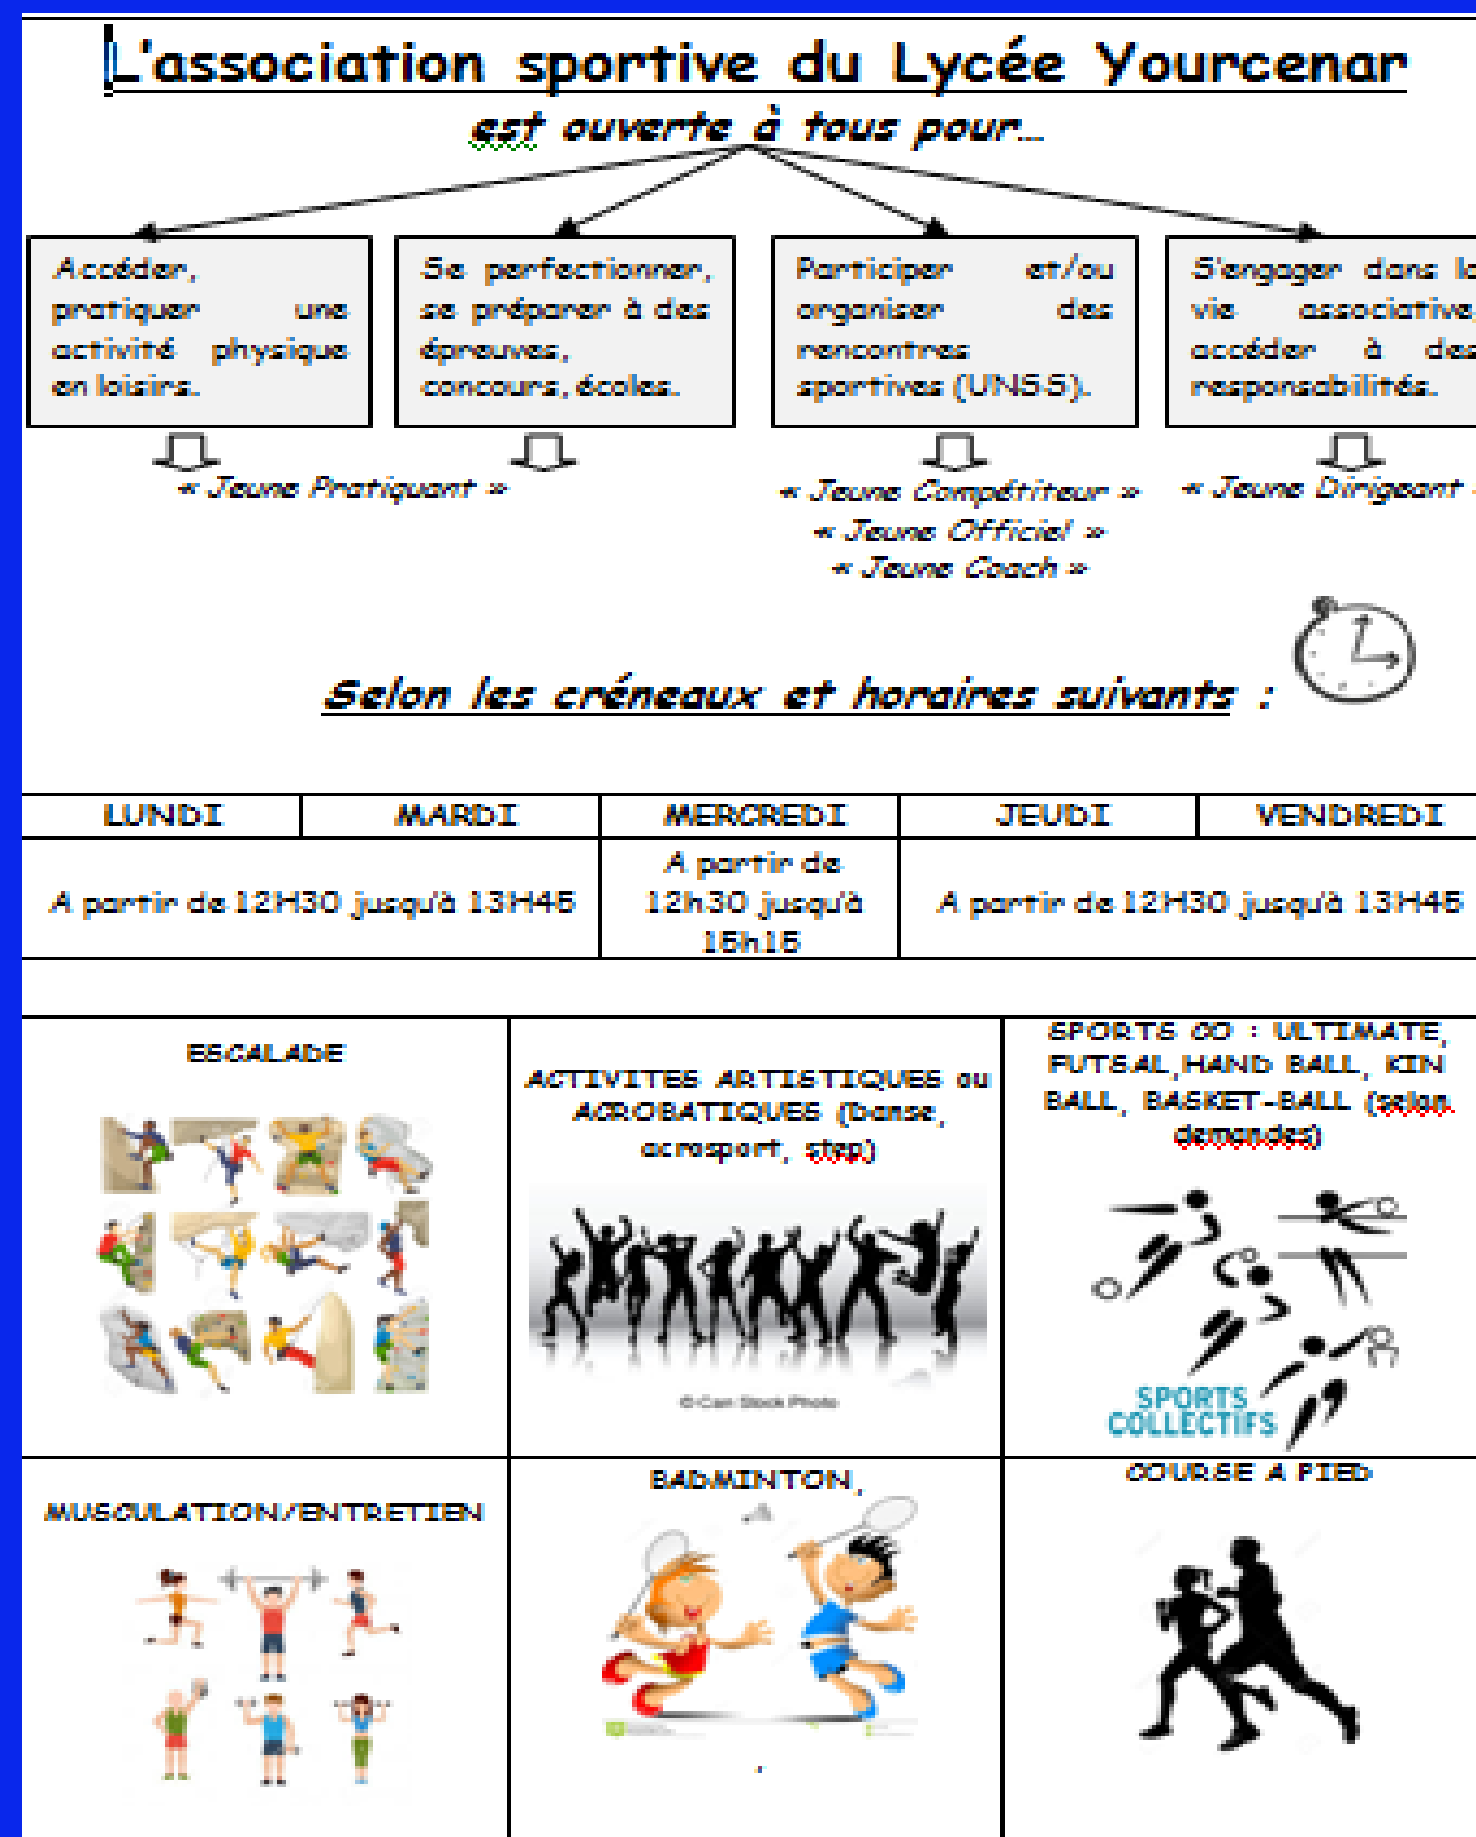 L'association sportive du Lycée Yourcenar
est ouverte à tous pour...
Accéder,
pratiquer une
activité physique
en loisirs.
Se perfectionner,
se préparer à des
épreuves,
concours, écoles.
Participer et/ou
organiser des
rencontres
sportives (UNSS).
S'engager dans la
vie associative,
accéder à des
responsabilités.
« Jeune Pratiquant »
« Jeune Compétiteur »
« Jeune Officiel »
« Jeune Coach »
« Jeune Dirigeant »
Selon les créneaux et horaires suivants :
LUNDI MARDI MERCREDI JEUDI VENDREDI
A partir de 12H30 jusqu'à 13H45
A partir de
12h30 jusqu'à
15h15
A partir de 12H30 jusqu'à 13H45
ESCALADE
ACTIVITES ARTISTIQUES ou
ACROBATIQUES (Danse,
acrosport, step)
© Can Stock Photo
SPORTS CO : ULTIMATE,
FUTSAL, HAND BALL, KIN
BALL, BASKET-BALL (selon
demandes)
SPORTS
COLLECTIFS
MUSCULATION/ENTRETIEN
BADMINTON,
.
COURSE A PIED